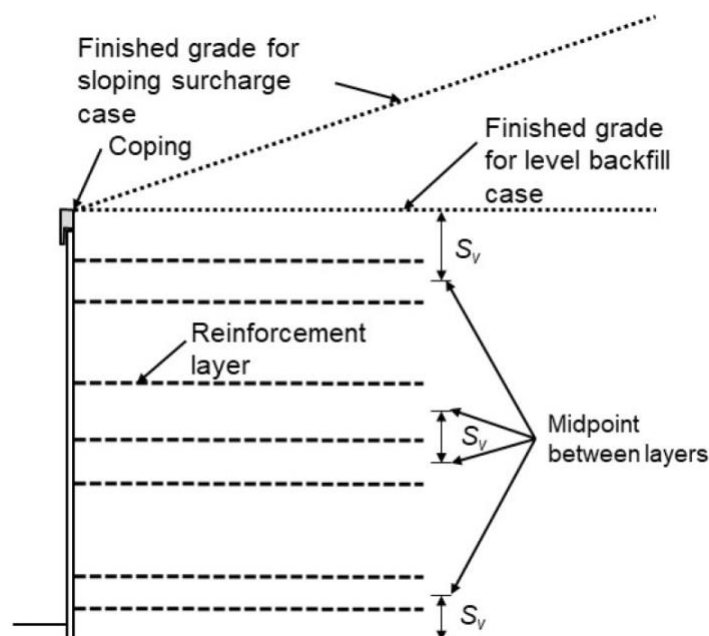 Finished grade for
sloping surcharge
case
Coping
Finished grade
for level backfill
case
Sv
Reinforcement
layer
Sv
Midpoint
between layers
Sv